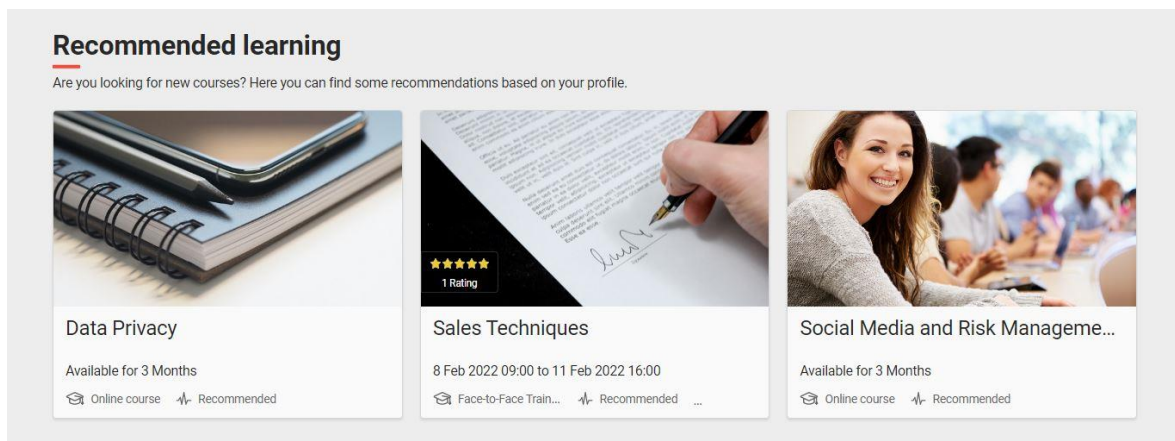 Recommended learning
Are you looking for new courses? Here you can find some recommendations based on your profile.
1 Rating
Data Privacy
Available for 3 Months
Online course Recommended
Sales Techniques
8 Feb 2022 09:00 to 11 Feb 2022 16:00
Face-to-Face Train... Recommended ...
Social Media and Risk Manageme...
Available for 3 Months
Online course Recommended